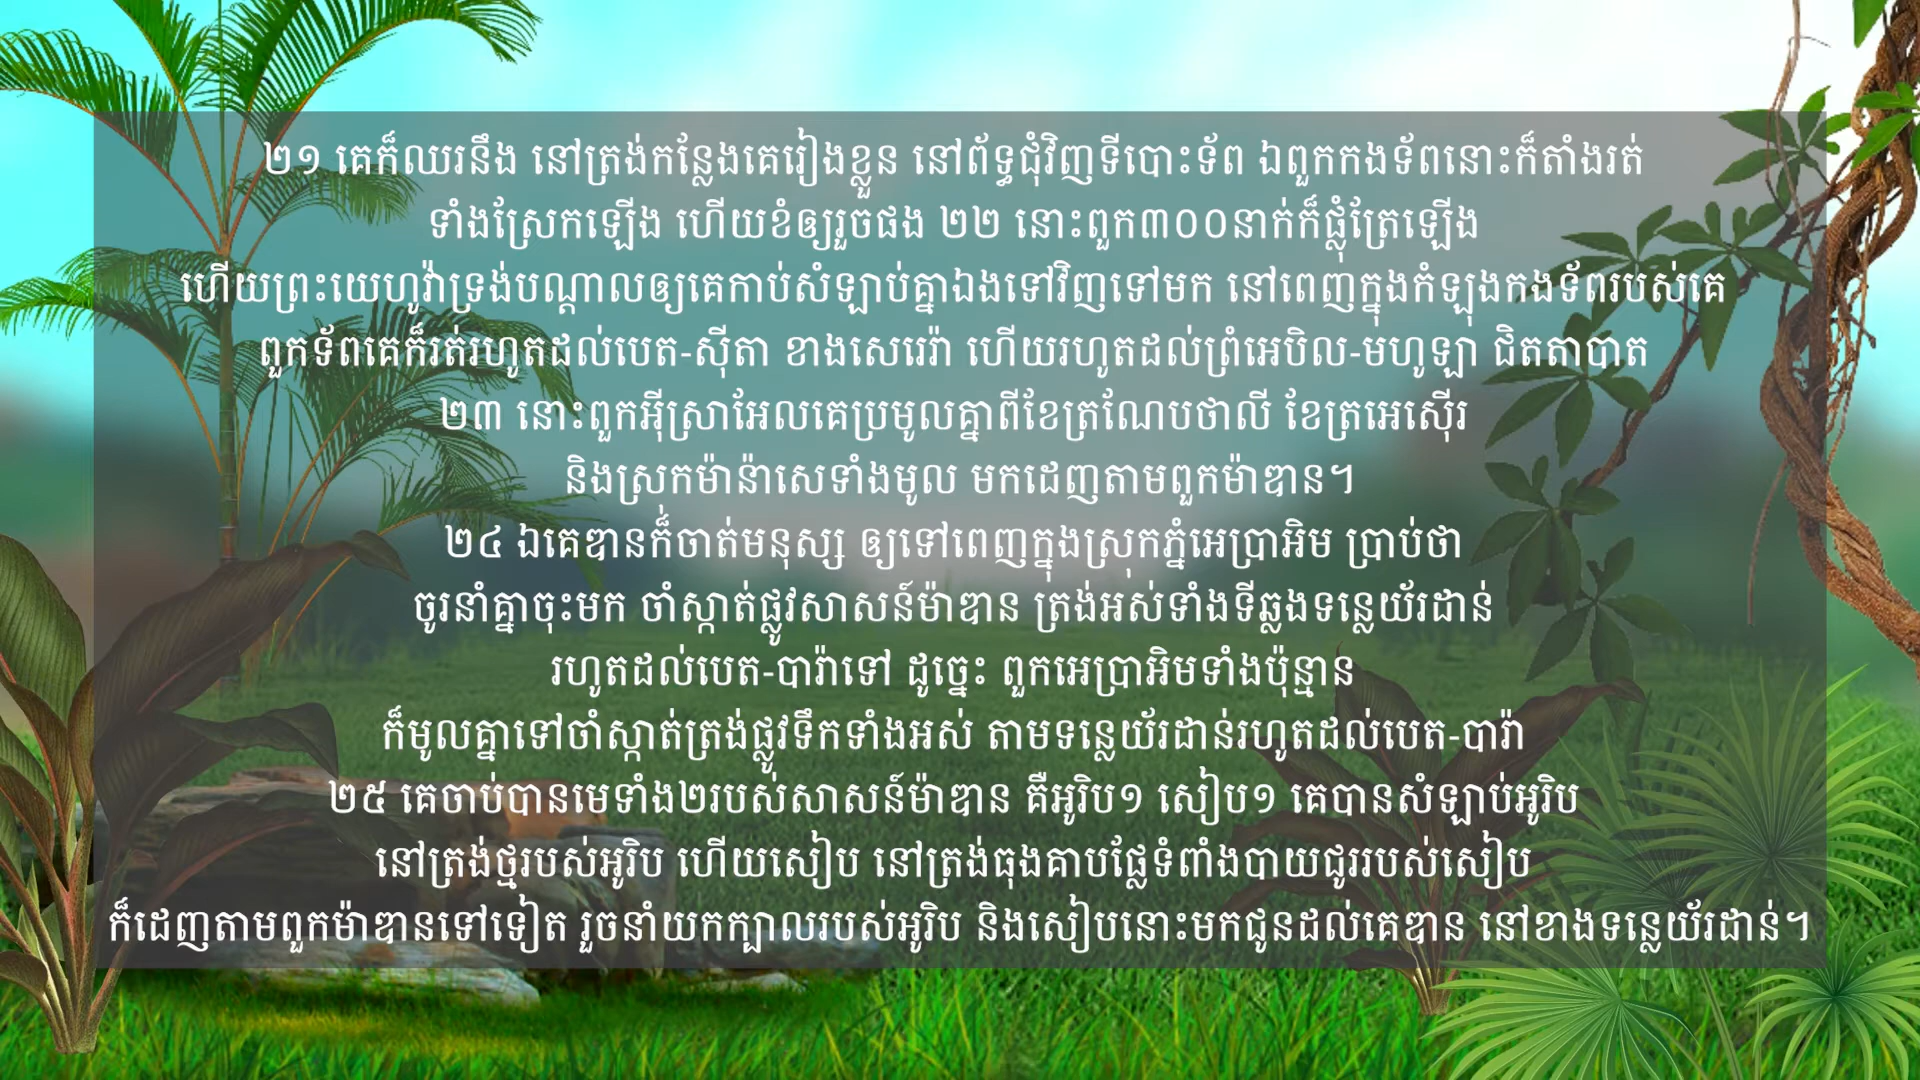 ២១ គេក៏ឈរនឹង នៅត្រង់កន្លែងគេរៀងខ្លួន នៅព័ទ្ធជុំវិញទីបោះទ័ព ឯពួកកងទ័ពនោះក៏តាំងរត់
ទាំងស្រែកឡើង ហើយខំឲ្យរួចផង ២២ នោះពួក៣០០នាក់ក៏ផ្លុំត្រែឡើង
ហើយព្រះយេហូវ៉ាទ្រង់បណ្តាលឲ្យគេកាប់សំឡាប់គ្នាឯងទៅវិញទៅមក នៅពេញក្នុងកំឡុងកងទ័ពរបស់គេ
ពួកទ័ពគេក៏រត់រហូតដល់បេត-ស៊ីតា ខាងសេរេរ៉ា ហើយរហូតដល់ព្រំអេបិល-មហូឡា ជិតតាបាត
២៣ នោះពួកអ៊ីស្រាអែលគេប្រមូលគ្នាពីខែត្រណែបថាលី ខែត្រអេស៊ើរ
និងស្រកម៉ាន៉ាសេទាំងមូល មកដេញតាមពួកម៉ាឌាន។
២៤ ឯគេឌានក៏ចាត់មនុស្ស ឲ្យទៅពេញក្នុងស្រុកភ្នំអេប្រាអិម ប្រាប់ថា
ចូរនាំគ្នាចុះមក ចាំស្កាត់ផ្លូវសាសន៍ម៉ាឌាន ត្រង់អស់ទាំងទីឆ្លងទន្លេយ័រដាន់
រហូតដល់បេត-បារ៉ាទៅ ដូច្នេះ ពួកអេប្រាអិមទាំងប៉ុន្មាន
ក៏មូលគ្នាទៅចាំស្កាត់ត្រង់ផ្លូវទឹកទាំងអស់ តាមទន្លេយ័រដាន់រហូតដល់បេត-បារ៉ា
២៥ គេចាប់បានមេទាំង២របស់សាសន៍ម៉ាឌាន គឺអូរិប១ សៀប១ គេបានសំឡាប់អូរិប
នៅត្រង់ថ្មរបស់អូរិប ហើយសៀប នៅត្រង់ធុងគាបផ្លែទំពាំងបាយជូររបស់សៀប
ក៏ដេញតាមពួកម៉ាឌានទៅទៀត រួចនាំយកក្បាលរបស់អូរិប និងសៀបនោះមកជូនដល់គេឌាន នៅខាងទន្លេយ័រដាន់។